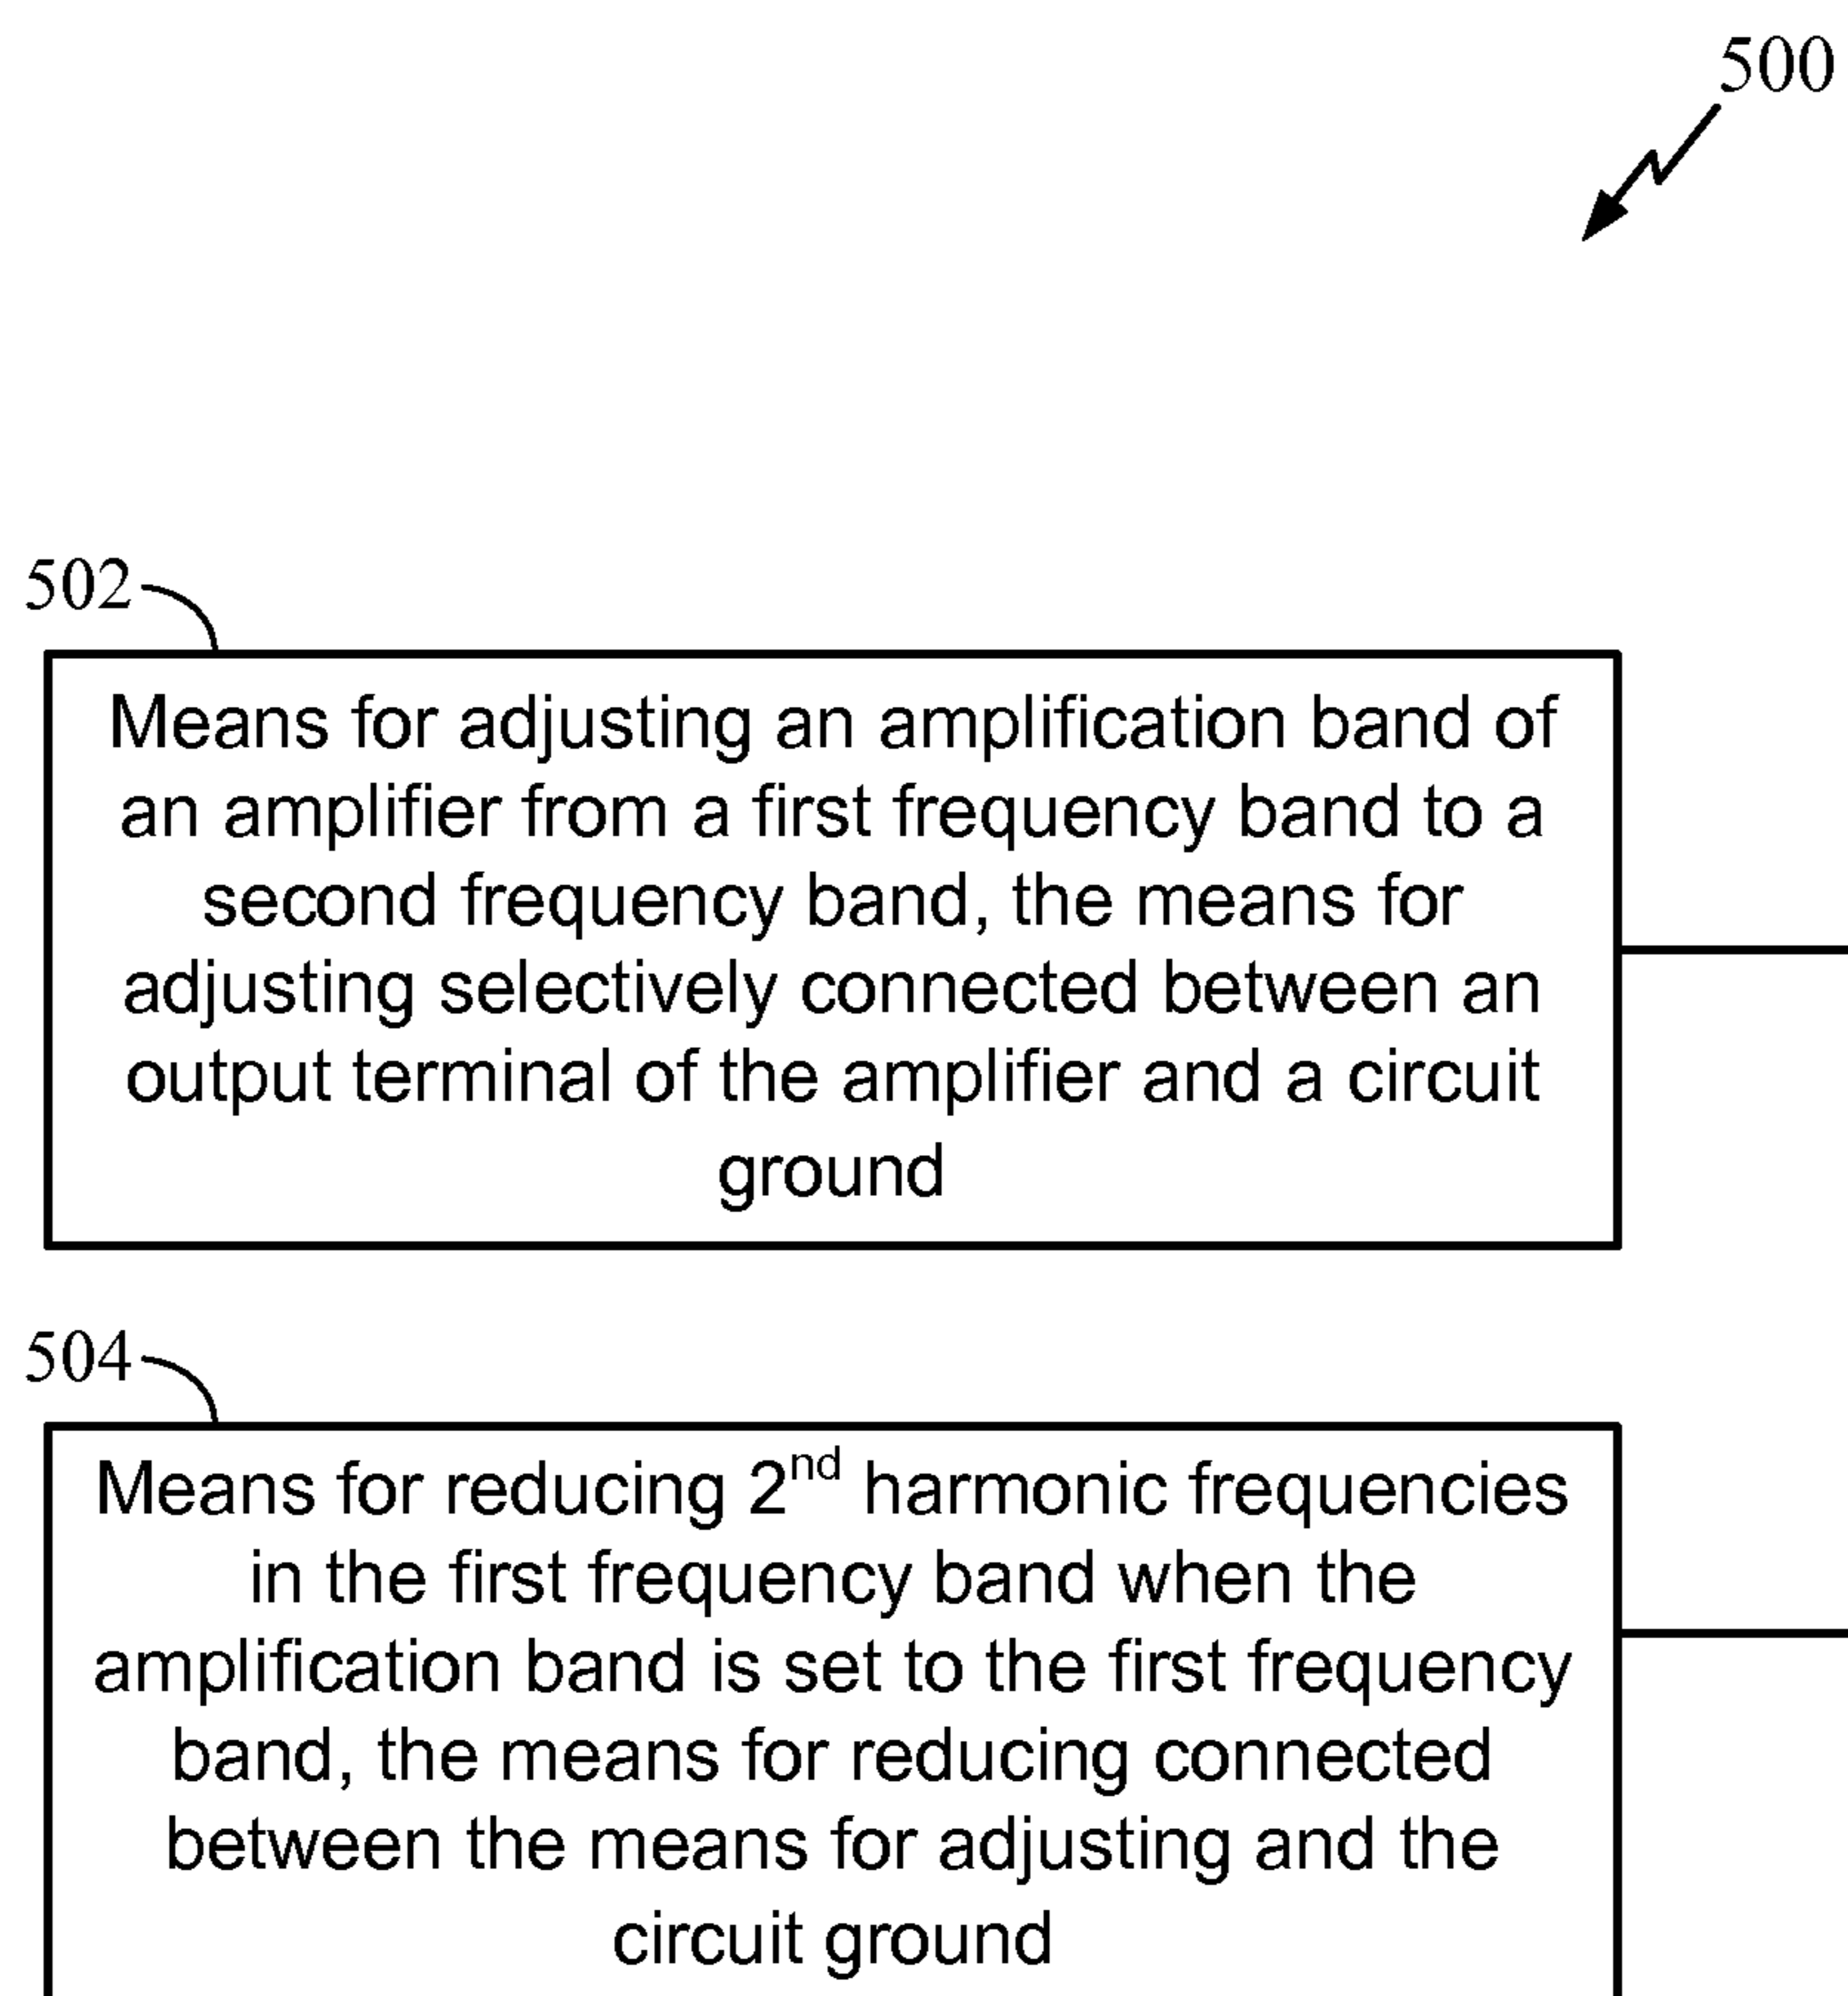 500
502
Means for adjusting an amplification band of
an amplifier from a first frequency band to a
second frequency band, the means for
adjusting selectively connected between an
output terminal of the amplifier and a circuit
ground
504
Means for reducing 2nd harmonic frequencies
in the first frequency band when the
amplification band is set to the first frequency
band, the means for reducing connected
between the means for adjusting and the
circuit ground